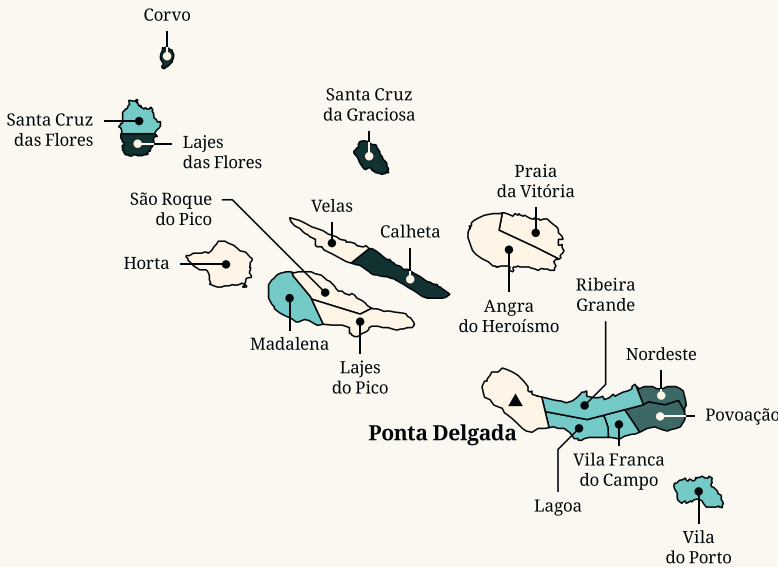 Corvo
Santa Cruz
das Flores
Lajes
das Flores
Santa Cruz
da Graciosa
São Roque
do Pico
Velas
Calheta
Praia
da Vitória
Horta
Madalena
Lajes
do Pico
Angra
do Heroísmo
Ribeira
Grande
Nordeste
Povoação
Ponta Delgada
Vila Franca
do Campo
Lagoa
Vila
do Porto